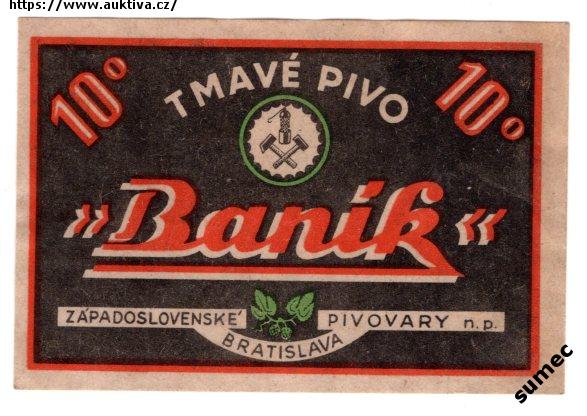 https://www.auktiva.cz/
10°
TMAVÉ PIVO
10°
»Baník«
ZÁPADOSLOVENSKÉ PIVOVARY n.p.
BRATISLAVA
sumec